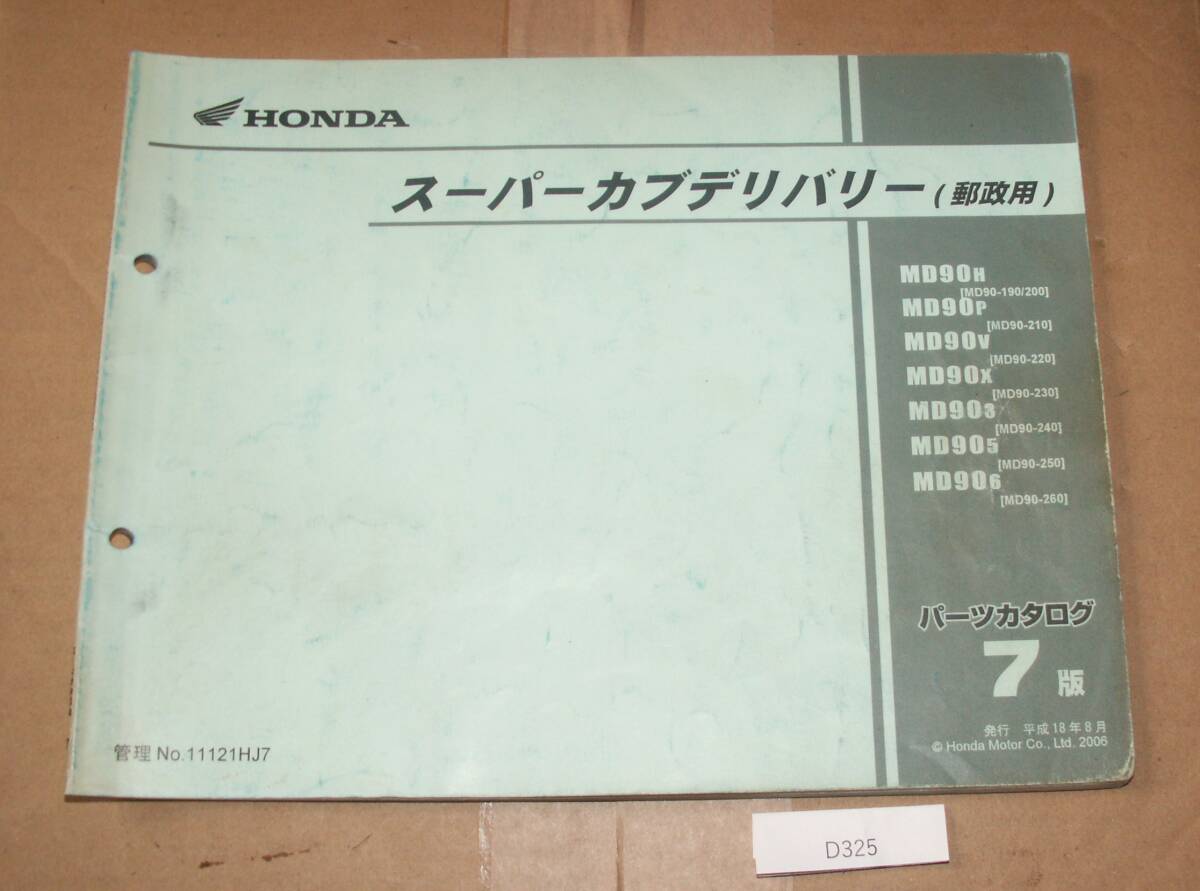 HONDA
スーパーカブデリバリー(郵政用)
MD90H
[MD90-190/200]
MD90P
[MD90-210]
MD90V
[MD90-220]
MD90X
[MD90-230]
MD903
[MD90-240]
MD905
[MD90-250]
MD906
[MD90-260]
パーツカタログ
7版
発行 平成18年8月
© Honda Motor Co., Ltd. 2006
管理 No.11121HJ7
D325